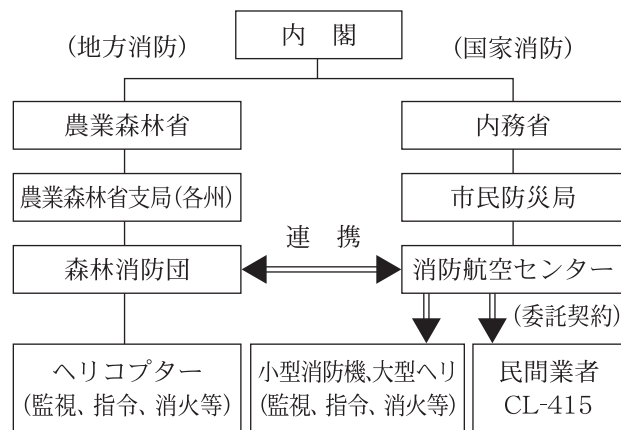 内　閣
(地方消防)
(国家消防)
農業森林省
内務省
農業森林省支局(各州)
市民防災局
連　携
森林消防団
消防航空センター
(委託契約)
ヘリコプター
(監視、指令、消火等)
小型消防機、大型ヘリ
(監視、指令、消火等)
民間業者
CL-415